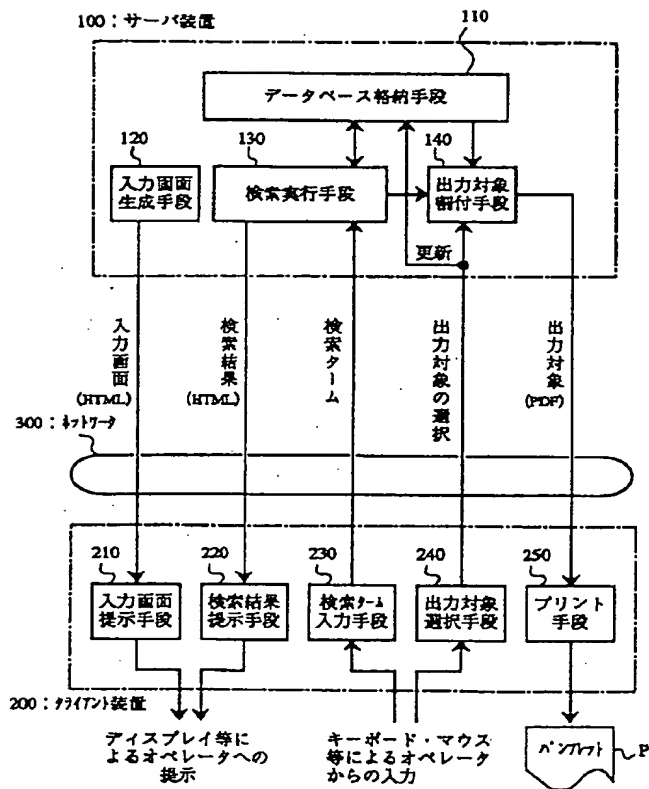 100：サーバ装置
110
データベース格納手段
120
130
140
入力画面
生成手段
検索実行手段
出力対象
割付手段
更新
入力画面
(HTML)
検索結果
(HTML)
検索ターム
出力対象の選択
出力対象
(PDF)
300：ネットワーク
210
220
230
240
250
入力画面
提示手段
検索結果
提示手段
検索ターム
入力手段
出力対象
選択手段
プリント
手段
200：クライアント装置
ディスプレイ等に
よるオペレータへの
提示
キーボード・マウス
等によるオペレータ
からの入力
パンフレット
P